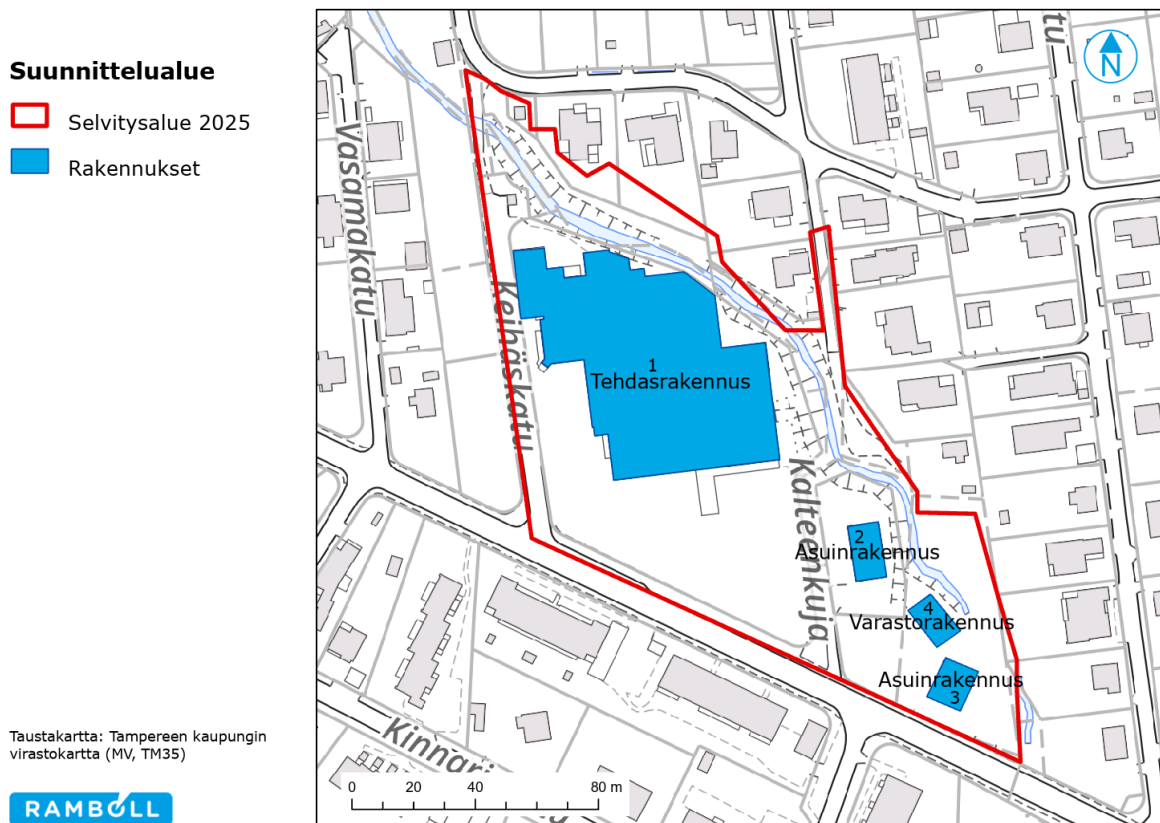 Suunnittelualue
Selvitysalue 2025
Rakennukset
Taustakartta: Tampereen kaupungin
virastokartta (MV, TM35)
RAMBOLL
N
tu
Vasamakatu
Keihäskatu
1
Tehdasrakennus
Kalteenkuja
2
Asuinrakennus
4
Varastorakennus
Asuinrakennus
3
0 20 40 80 m